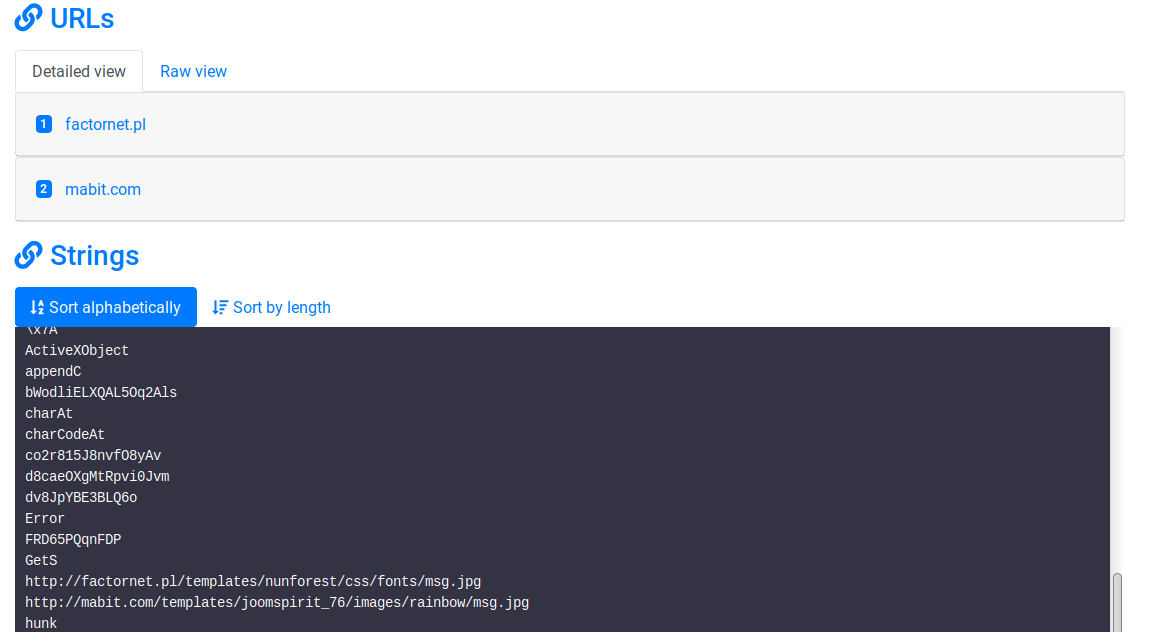 URLs
Detailed view Raw view
1 factornet.pl
2 mabit.com
Strings
Sort alphabetically Sort by length
\x7A
ActiveXObject
appendC
bWodliELXQAL5Oq2Als
charAt
charCodeAt
co2r815J8nvfO8yAv
d8caeOXgMtRpvi0Jvm
dv8JpYBE3BLQ6o
Error
FRD65PQqnFDP
GetS
http://factornet.pl/templates/nunforest/css/fonts/msg.jpg
http://mabit.com/templates/joomspirit_76/images/rainbow/msg.jpg
hunk